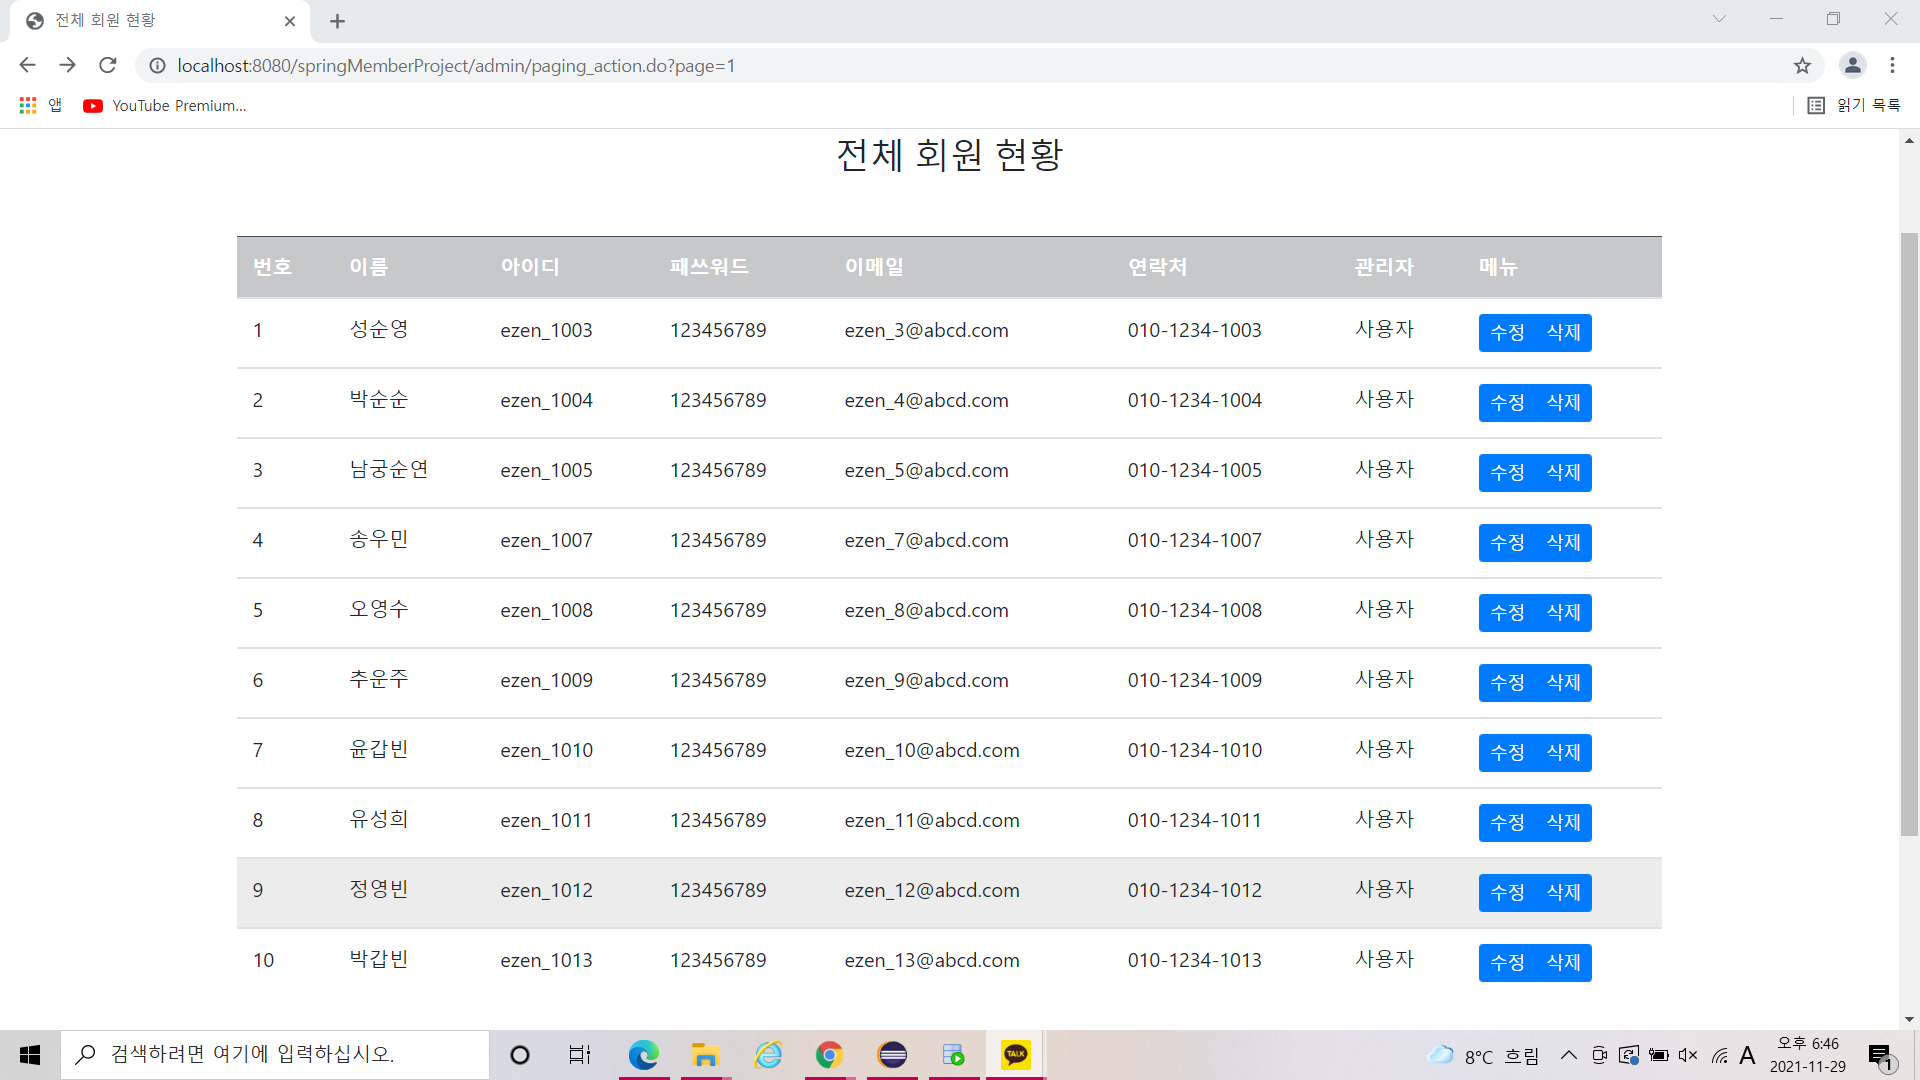 전체 회원 현황
localhost:8080/springMemberProject/admin/paging_action.do?page=1
앱 YouTube Premium... 읽기 목록
전체 회원 현황
번호 이름 아이디 패쓰워드 이메일 연락처 관리자 메뉴
1 성순영 ezen_1003 123456789 ezen_3@abcd.com 010-1234-1003 사용자 수정 삭제
2 박순순 ezen_1004 123456789 ezen_4@abcd.com 010-1234-1004 사용자 수정 삭제
3 남궁순연 ezen_1005 123456789 ezen_5@abcd.com 010-1234-1005 사용자 수정 삭제
4 송우민 ezen_1007 123456789 ezen_7@abcd.com 010-1234-1007 사용자 수정 삭제
5 오영수 ezen_1008 123456789 ezen_8@abcd.com 010-1234-1008 사용자 수정 삭제
6 추운주 ezen_1009 123456789 ezen_9@abcd.com 010-1234-1009 사용자 수정 삭제
7 윤갑빈 ezen_1010 123456789 ezen_10@abcd.com 010-1234-1010 사용자 수정 삭제
8 유성희 ezen_1011 123456789 ezen_11@abcd.com 010-1234-1011 사용자 수정 삭제
9 정영빈 ezen_1012 123456789 ezen_12@abcd.com 010-1234-1012 사용자 수정 삭제
10 박갑빈 ezen_1013 123456789 ezen_13@abcd.com 010-1234-1013 사용자 수정 삭제
검색하려면 여기에 입력하십시오. TALK 8°C 흐림 A 오후 6:46
2021-11-29 1